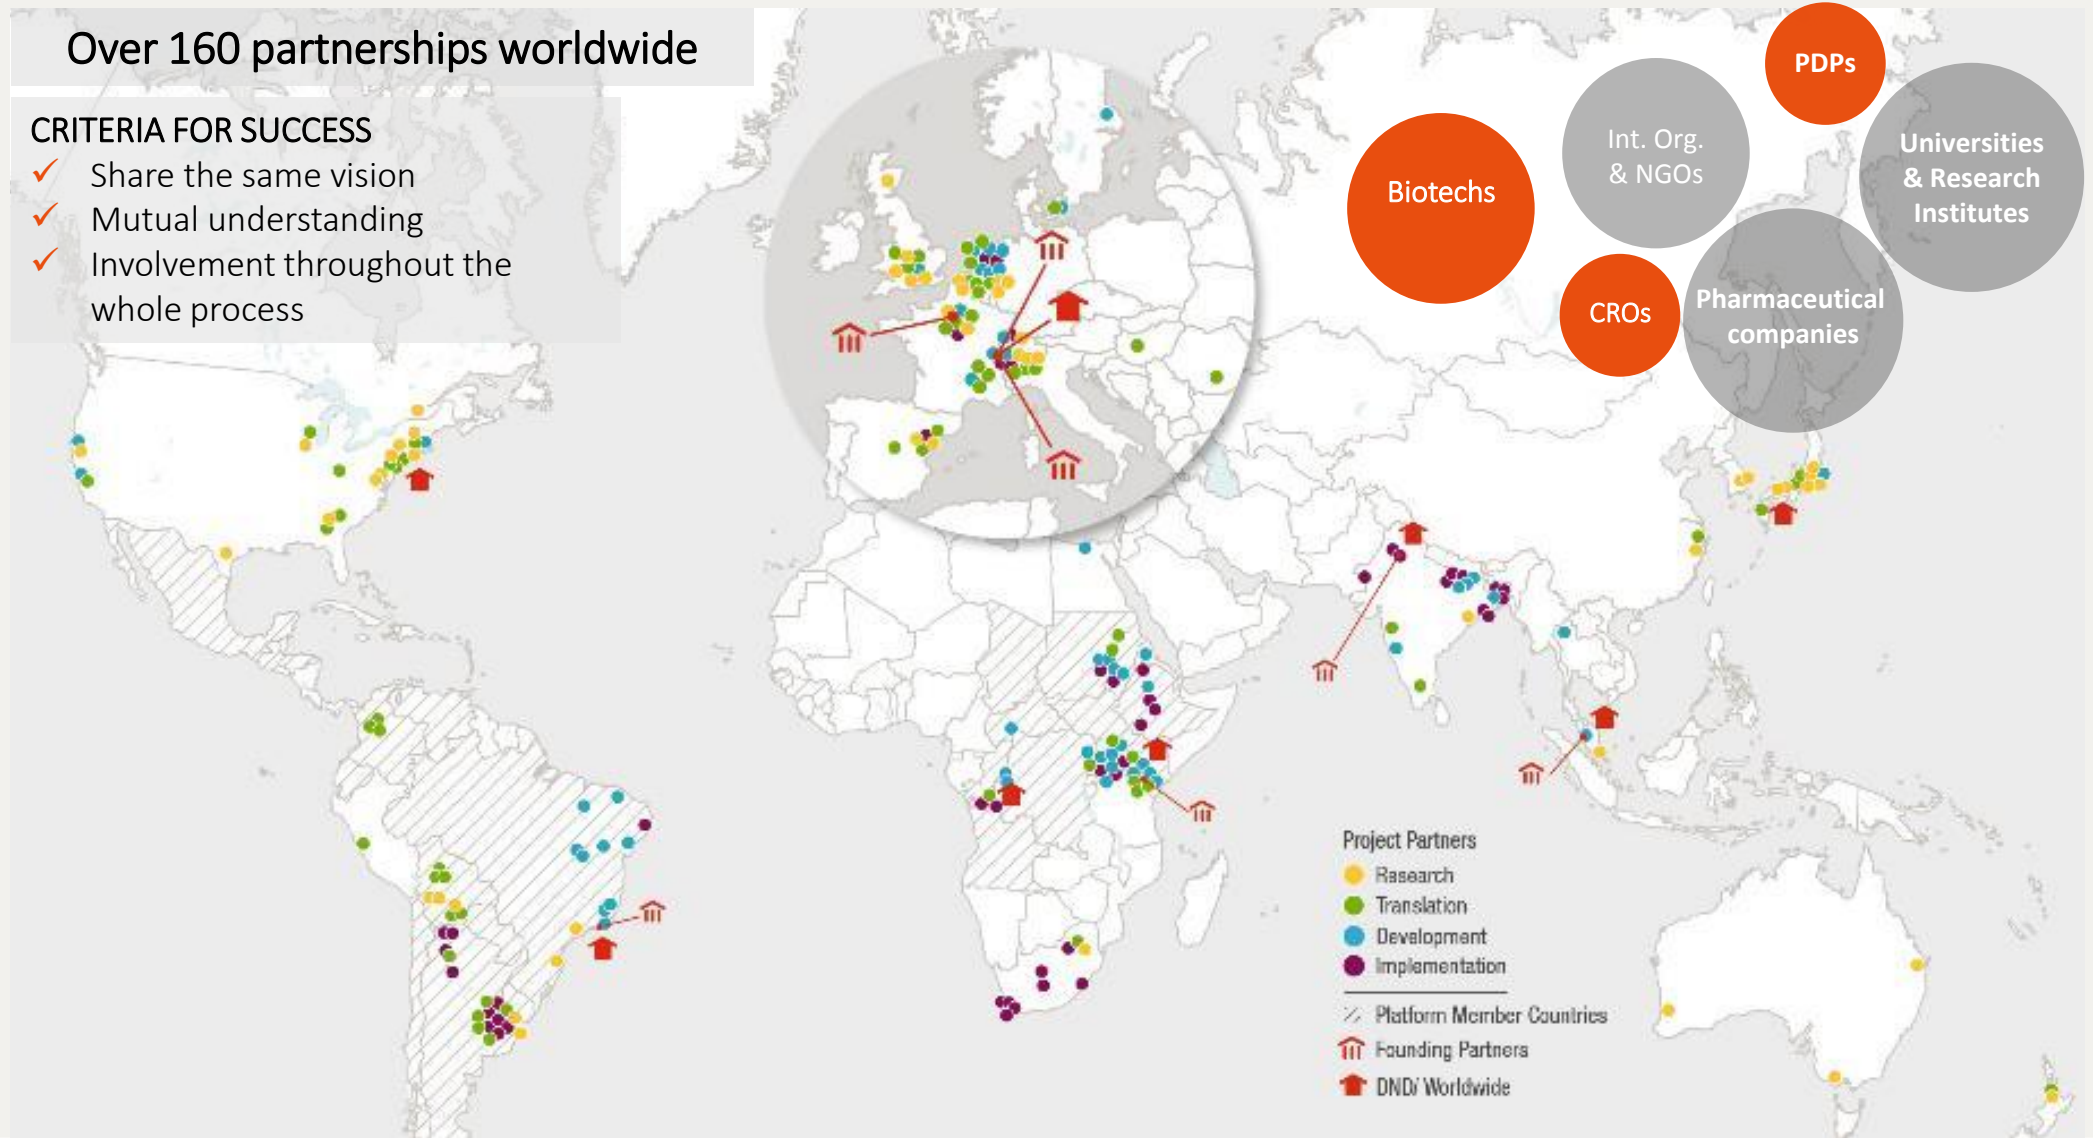 Over 160 partnerships worldwide
CRITERIA FOR SUCCESS
✓ Share the same vision
✓ Mutual understanding
✓ Involvement throughout the
whole process
PDPs
Int. Org.
& NGOs
Universities
& Research
Institutes
Biotechs
CROs
Pharmaceutical
companies
Project Partners
Research
Translation
Development
Implementation
Platform Member Countries
Founding Partners
DNDi Worldwide